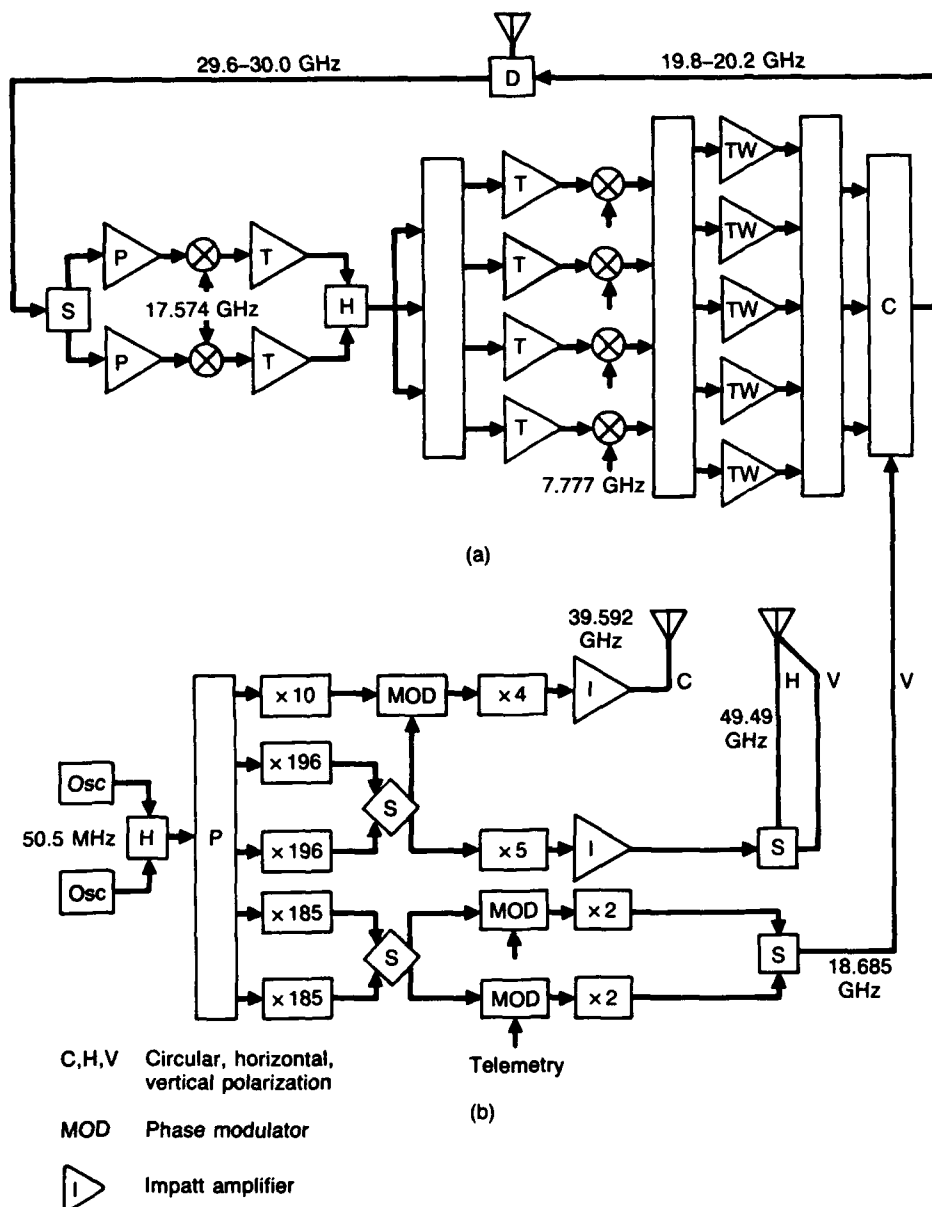 29.6–30.0 GHz
D
19.8–20.2 GHz
TW
T
TW
P
T
T
S
17.574 GHz
H
TW
C
P
T
T
TW
T
7.777 GHz
TW
(a)
39.592
GHz
× 10
MOD
× 4
I
C
H
V
V
49.49
GHz
× 196
Osc
S
50.5 MHz
H
P
× 196
× 5
I
S
Osc
× 185
MOD
× 2
S
S
18.685
GHz
× 185
MOD
× 2
Telemetry
C,H,V Circular, horizontal,
vertical polarization
(b)
MOD Phase modulator
I Impatt amplifier